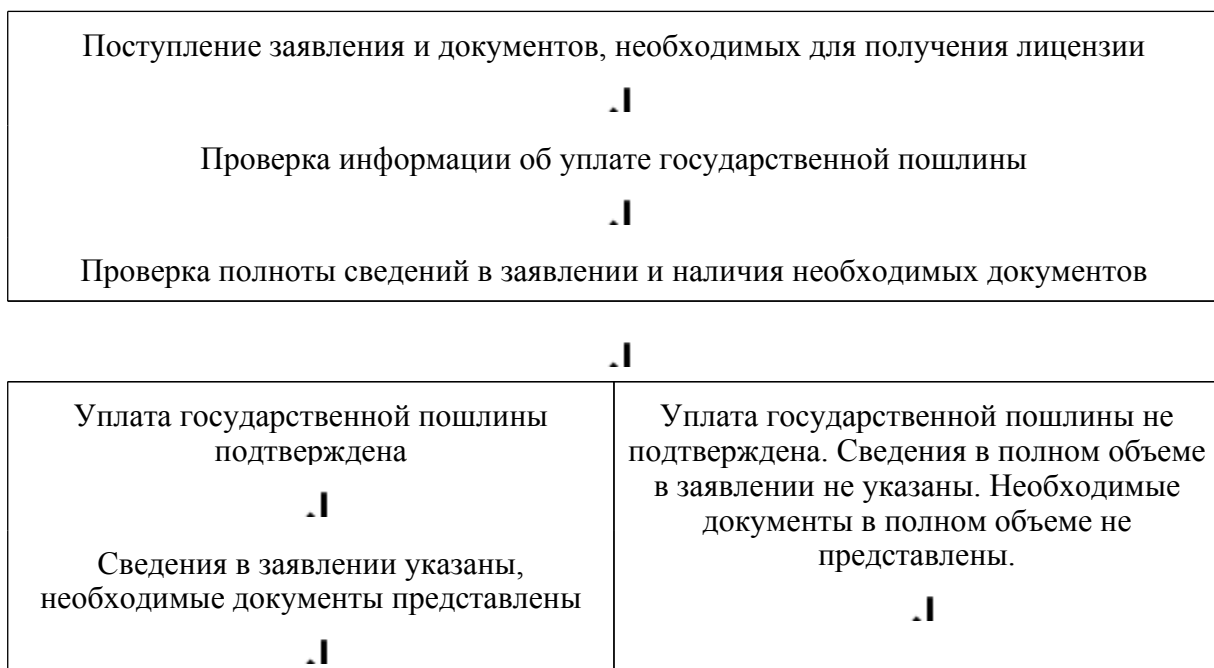 Поступление заявления и документов, необходимых для получения лицензии
Проверка информации об уплате государственной пошлины
Проверка полноты сведений в заявлении и наличия необходимых документов
Уплата государственной пошлины
подтверждена
Сведения в заявлении указаны,
необходимые документы представлены
Уплата государственной пошлины не
подтверждена. Сведения в полном объеме
в заявлении не указаны. Необходимые
документы в полном объеме не
представлены.